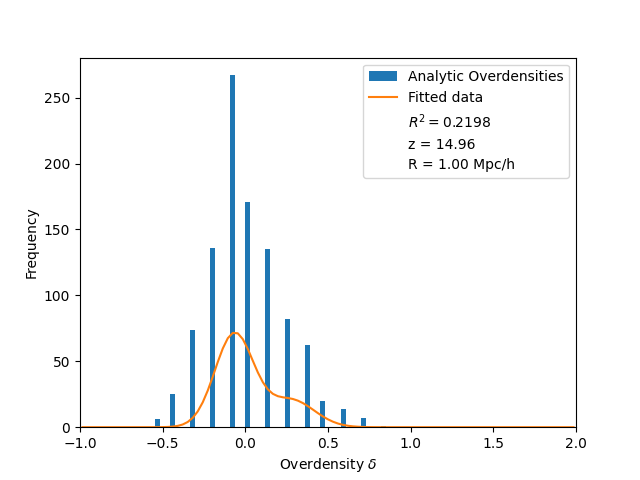 Analytic Overdensities
Fitted data
R² = 0.2198
z = 14.96
R = 1.00 Mpc/h
250
200
150
100
50
0
Frequency
−1.0 −0.5 0.0 0.5 1.0 1.5 2.0
Overdensity δ